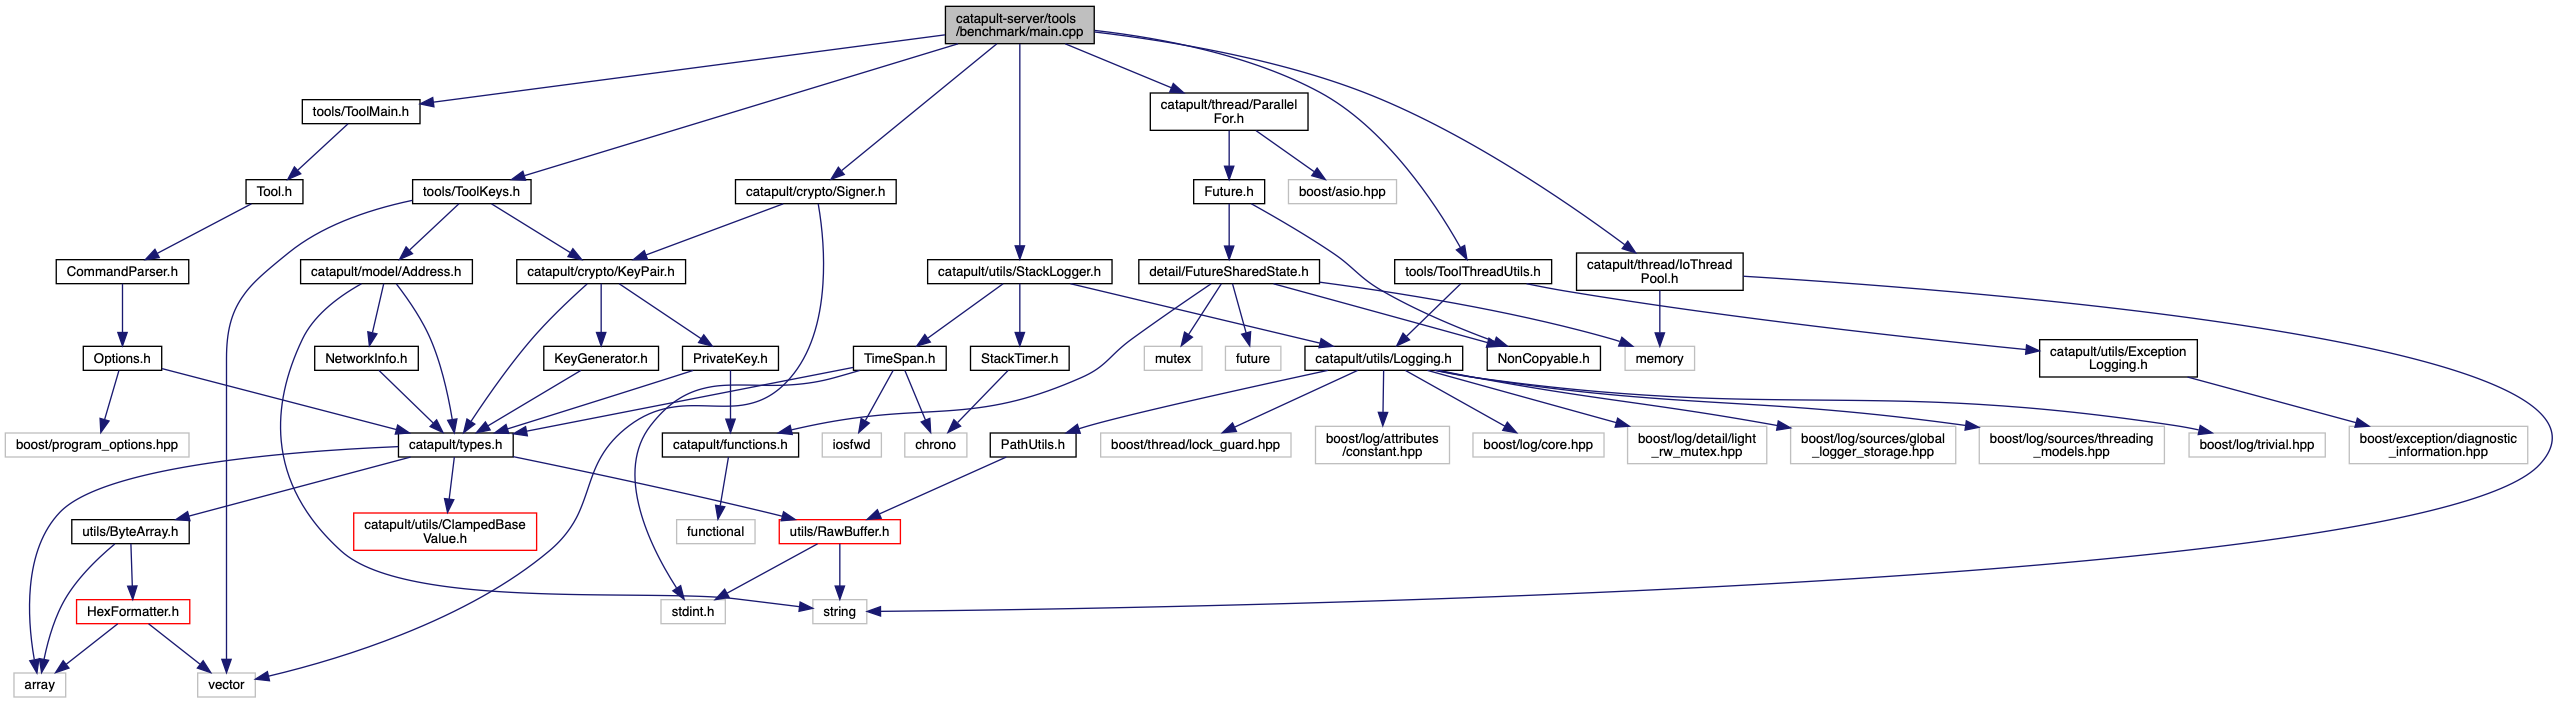 catapult-server/tools
/benchmark/main.cpp
tools/ToolMain.h
catapult/thread/Parallel
For.h
Tool.h
tools/ToolKeys.h
catapult/crypto/Signer.h
Future.h
boost/asio.hpp
CommandParser.h
catapult/model/Address.h
catapult/crypto/KeyPair.h
catapult/utils/StackLogger.h
detail/FutureSharedState.h
tools/ToolThreadUtils.h
catapult/thread/IoThread
Pool.h
Options.h
NetworkInfo.h
KeyGenerator.h
PrivateKey.h
TimeSpan.h
StackTimer.h
mutex
future
catapult/utils/Logging.h
NonCopyable.h
memory
catapult/utils/Exception
Logging.h
boost/program_options.hpp
catapult/types.h
catapult/functions.h
iosfwd
chrono
PathUtils.h
boost/thread/lock_guard.hpp
boost/log/attributes
/constant.hpp
boost/log/core.hpp
boost/log/detail/light
_rw_mutex.hpp
boost/log/sources/global
_logger_storage.hpp
boost/log/sources/threading
_models.hpp
boost/log/trivial.hpp
boost/exception/diagnostic
_information.hpp
utils/ByteArray.h
catapult/utils/ClampedBase
Value.h
functional
utils/RawBuffer.h
HexFormatter.h
stdint.h
string
array
vector